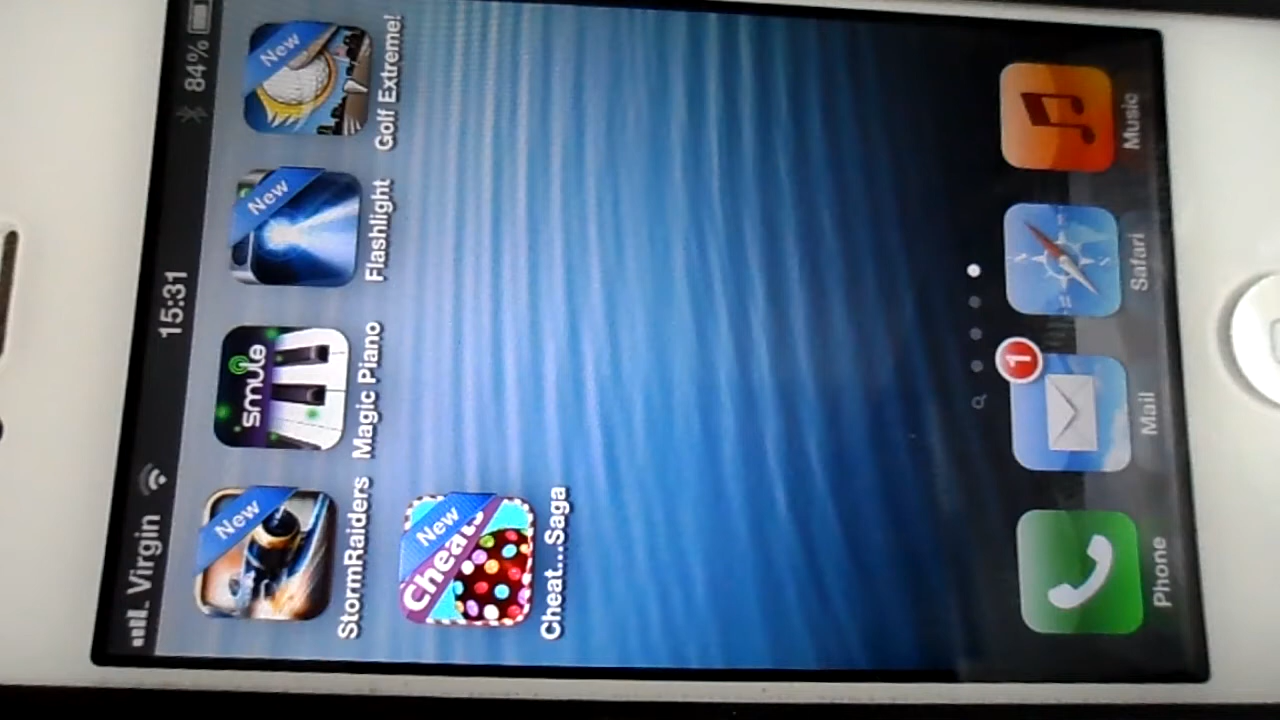 Virgin 15:31 84%
New New New
smule
StormRaiders Magic Piano Flashlight Golf Extreme!
New
Cheats
Cheat...Saga
1
Phone Mail Safari Music